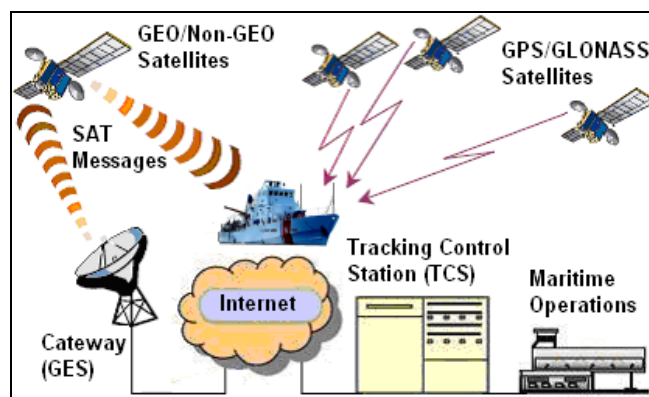 GEO/Non-GEO
Satellites
GPS/GLONASS
Satellites
SAT
Messages
Tracking Control
Station (TCS)
Maritime
Operations
Internet
Cateway
(GES)